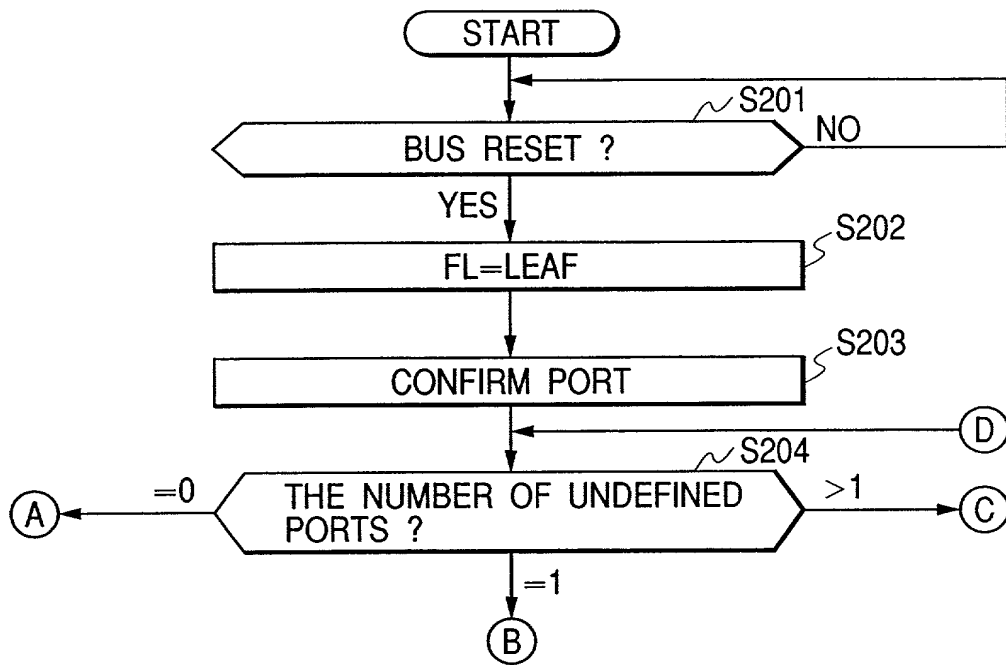 START
S201
BUS RESET ?
NO
YES
S202
FL=LEAF
S203
CONFIRM PORT
D
S204
=0
THE NUMBER OF UNDEFINED
PORTS ?
>1
A
C
=1
B